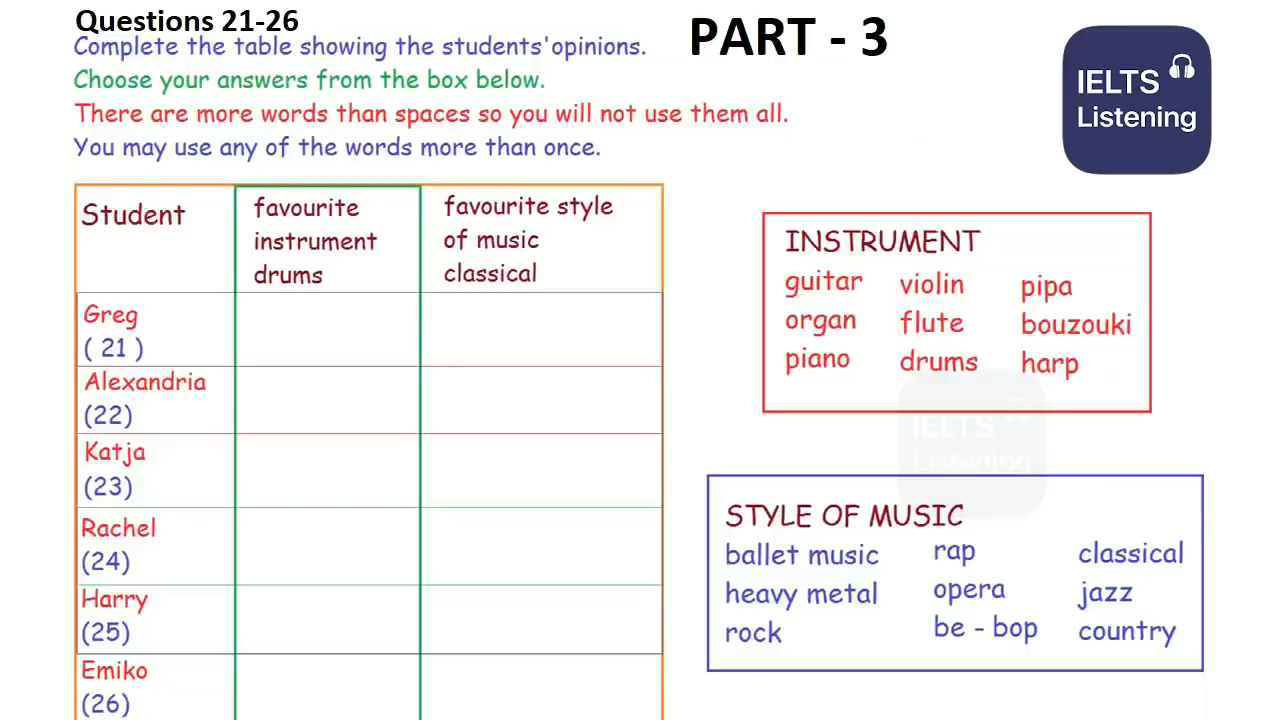 Questions 21-26
PART - 3
Complete the table showing the students'opinions.
Choose your answers from the box below.
There are more words than spaces so you will not use them all.
You may use any of the words more than once.
IELTS
Listening
Student
favourite
instrument
drums
favourite style
of music
classical
Greg
( 21 )
Alexandria
(22)
Katja
(23)
Rachel
(24)
Harry
(25)
Emiko
(26)
INSTRUMENT
guitar violin pipa
organ flute bouzouki
piano drums harp
IELTS
Listening
STYLE OF MUSIC
ballet music rap classical
heavy metal opera jazz
rock be - bop country